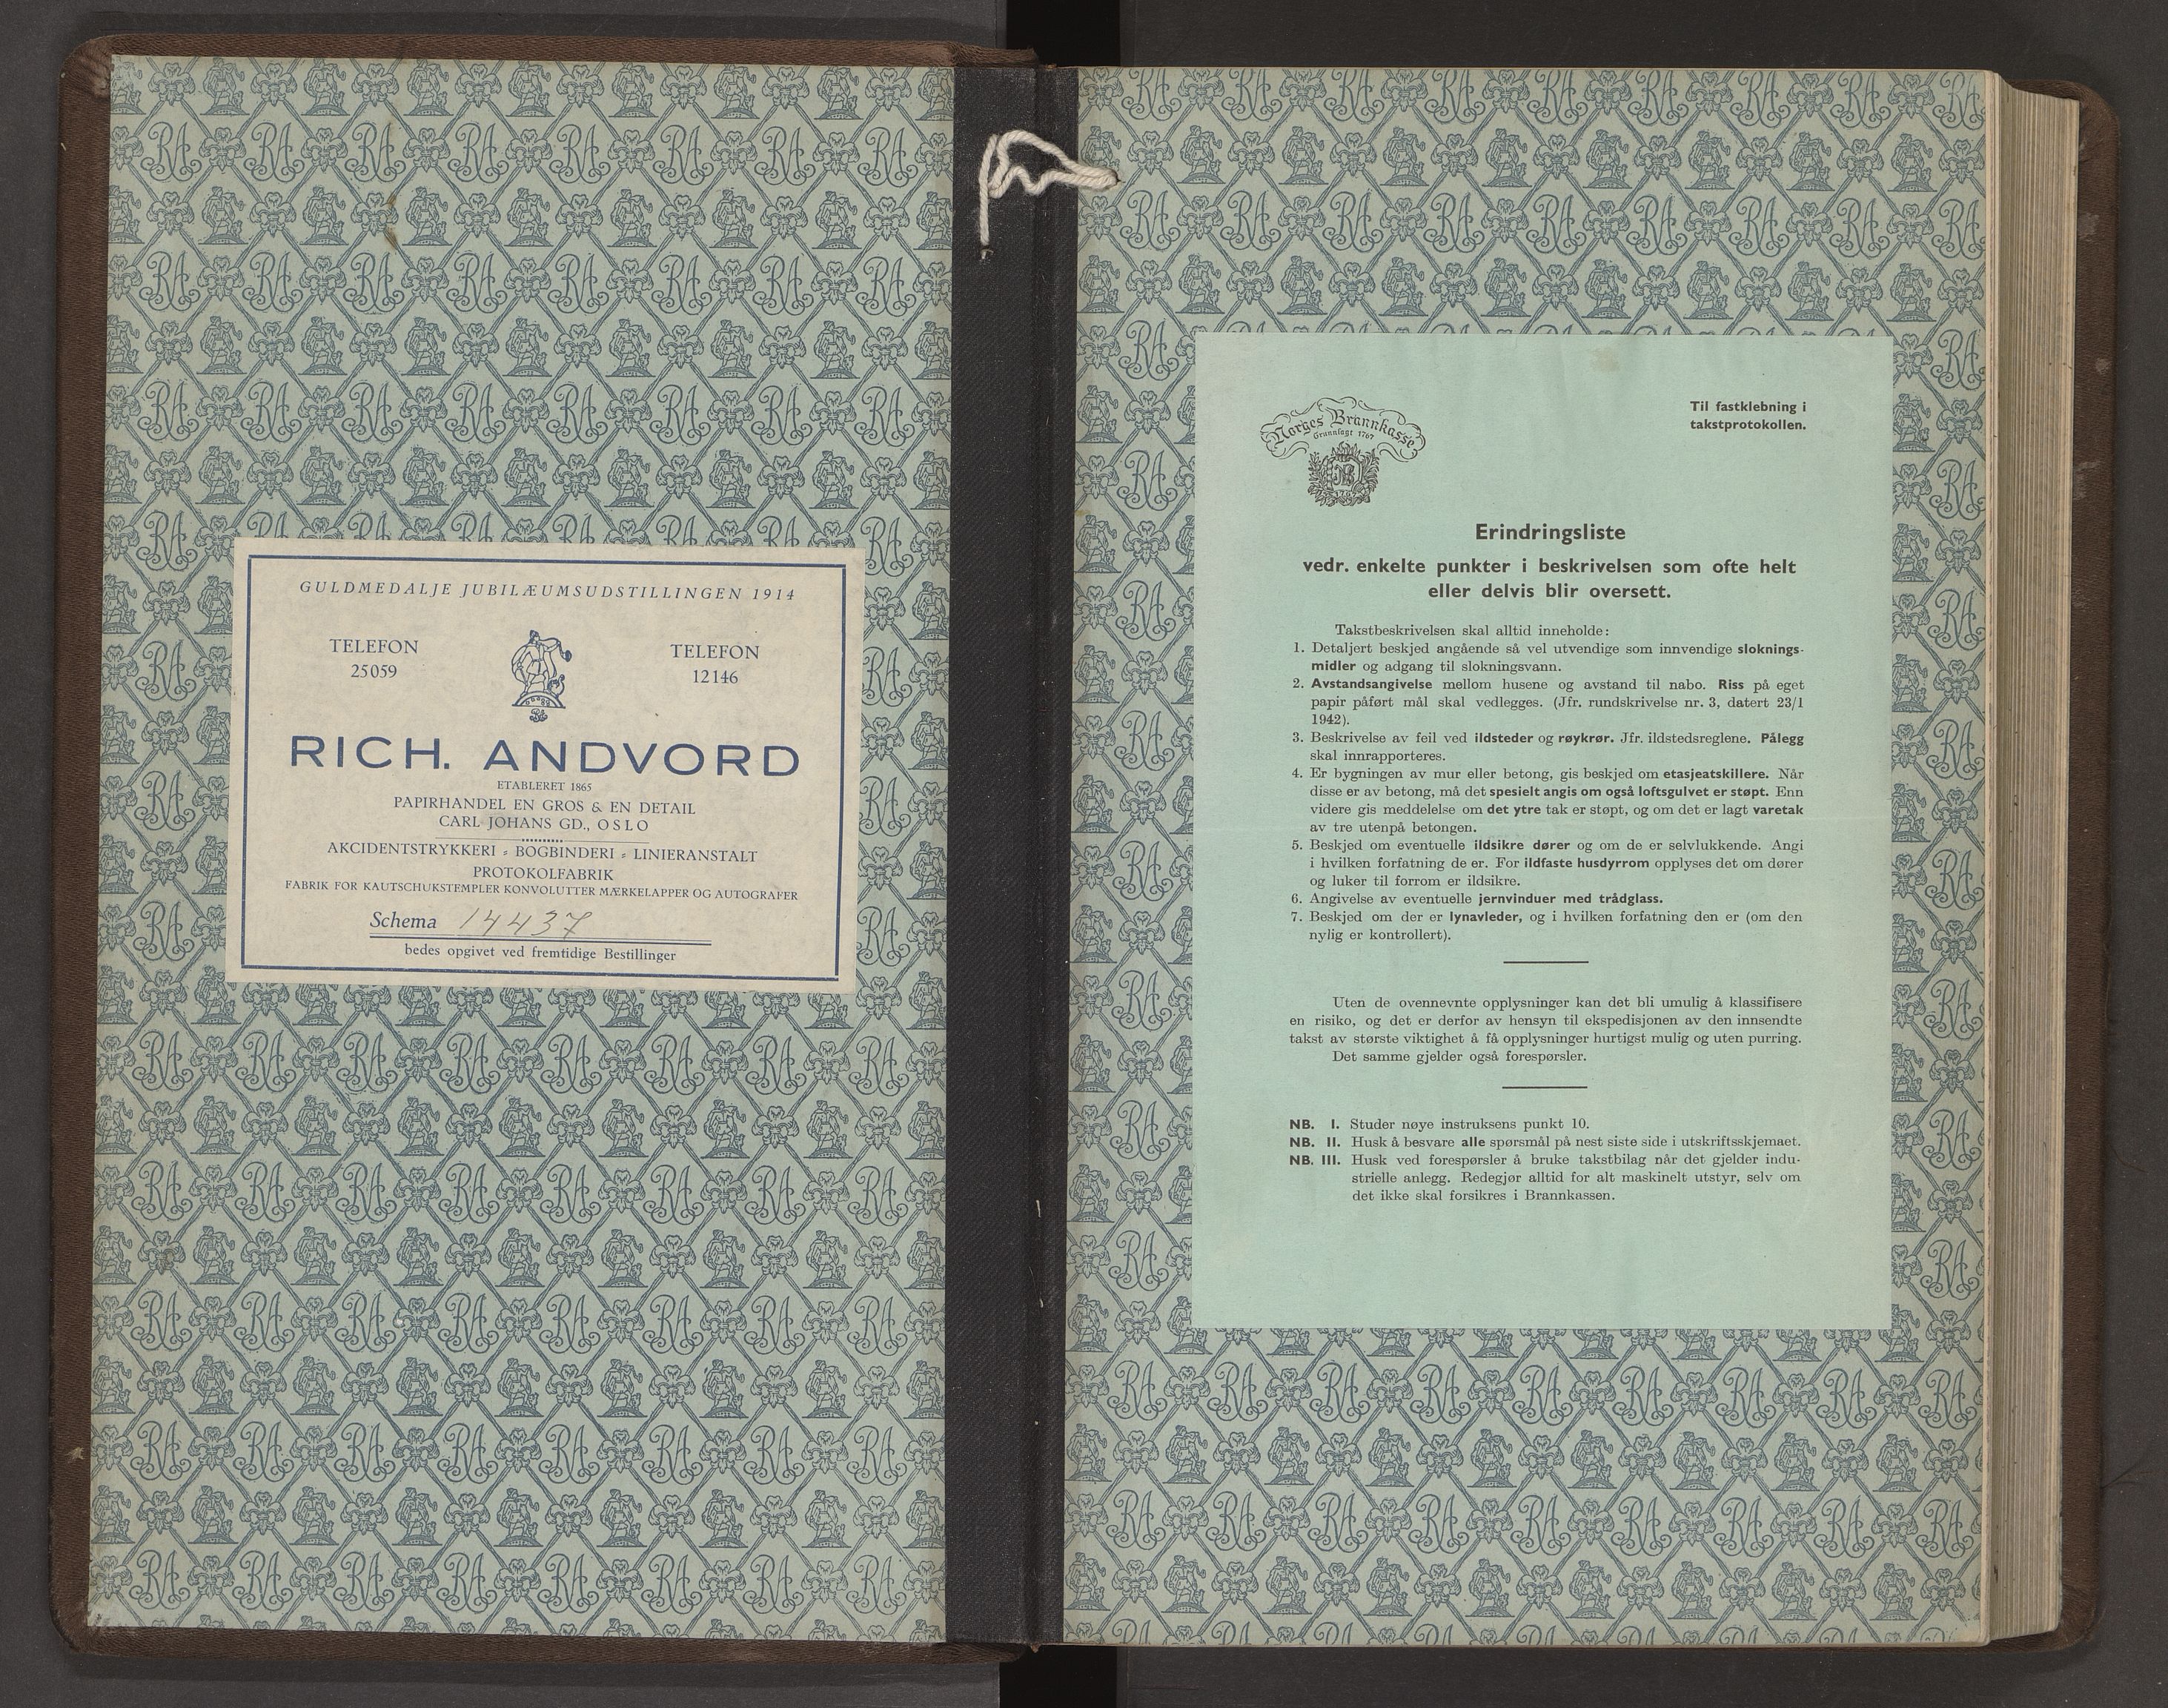 GULDMEDALJE JUBILÆUMSUDSTILLINGEN 1914
TELEFON
25059
TELEFON
12146
RICH. ANDVORD
ETABLERET 1865
PAPIRHANDEL EN GROS & EN DETAIL
CARL JOHANS GD., OSLO
AKCIDENTSTRYKKERI = BOGBINDERI = LINIERANSTALT
PROTOKOLFABRIK
FABRIK FOR KAUTSCHUKSTEMPLER KONVOLUTTER MÆRKELAPPER OG AUTOGRAFER
Schema 14437
bedes opgivet ved fremtidige Bestillinger
Norges Brannkasse
Grunnlagt 1767
Til fastklebning i
takstprotokollen.
Erindringsliste
vedr. enkelte punkter i beskrivelsen som ofte helt
eller delvis blir oversett.
Takstbeskrivelsen skal alltid inneholde:
1. Detaljert beskjed angående så vel utvendige som innvendige sloknings-
midler og adgang til slokningsvann.
2. Avstandsangivelse mellom husene og avstand til nabo. Riss på eget
papir påført mål skal vedlegges. (Jfr. rundskrivelse nr. 3, datert 23/1
1942).
3. Beskrivelse av feil ved ildsteder og røykrør. Jfr. ildstedsreglene. Pålegg
skal innrapporteres.
4. Er bygningen av mur eller betong, gis beskjed om etasjeatskillere. Når
disse er av betong, må det spesielt angis om også loftsgulvet er støpt. Enn
videre gis meddelelse om det ytre tak er støpt, og om det er lagt varetak
av tre utenpå betongen.
5. Beskjed om eventuelle ildsikre dører og om de er selvlukkende. Angi
i hvilken forfatning de er. For ildfaste husdyrrom opplyses det om dører
og luker til forrom er ildsikre.
6. Angivelse av eventuelle jernvinduer med trådglass.
7. Beskjed om der er lynavleder, og i hvilken forfatning den er (om den
nylig er kontrollert).
Uten de ovennevnte opplysninger kan det bli umulig å klassifisere
en risiko, og det er derfor av hensyn til ekspedisjonen av den innsendte
takst av største viktighet å få opplysninger hurtigst mulig og uten purring.
Det samme gjelder også forespørsler.
NB. I. Studer nøye instruksens punkt 10.
NB. II. Husk å besvare alle spørsmål på nest siste side i utskriftsskjemaet.
NB. III. Husk ved forespørsler å bruke takstbilag når det gjelder indu-
strielle anlegg. Redegjør alltid for alt maskinelt utstyr, selv om
det ikke skal forsikres i Brannkassen.